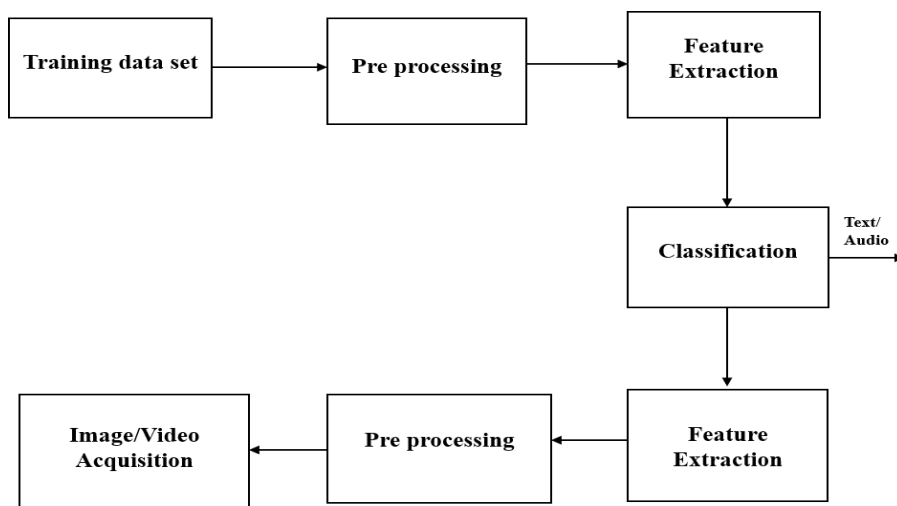 Training data set
Pre processing
Feature
Extraction
Classification
Text/
Audio
Image/Video
Acquisition
Pre processing
Feature
Extraction